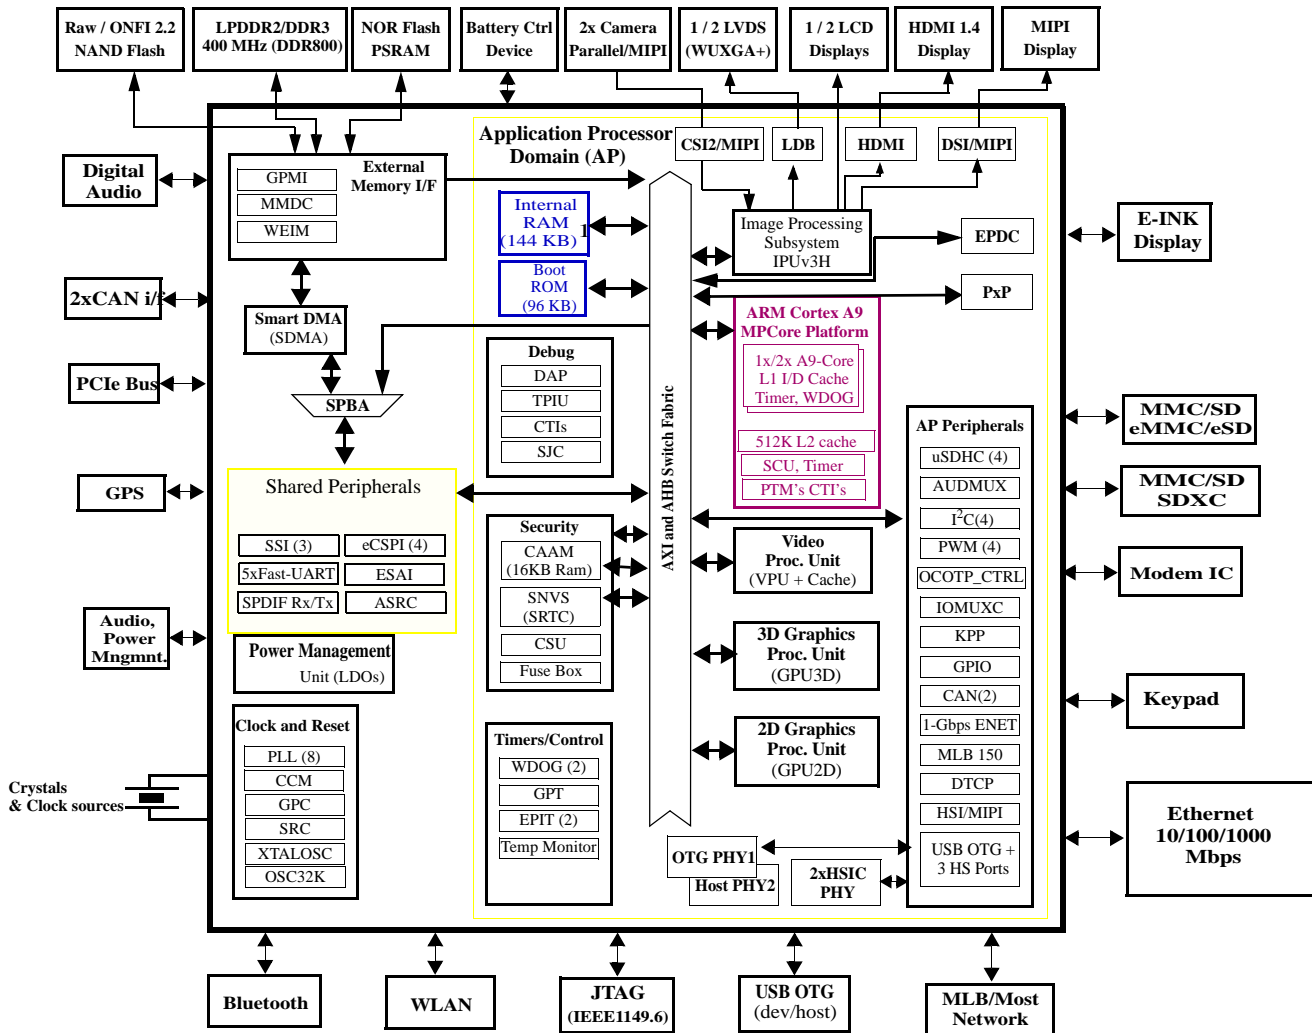 Raw / ONFI 2.2
NAND Flash
LPDDR2/DDR3
400 MHz (DDR800)
NOR Flash
PSRAM
Battery Ctrl
Device
2x Camera
Parallel/MIPI
1 / 2 LVDS
(WUXGA+)
1 / 2 LCD
Displays
HDMI 1.4
Display
MIPI
Display
Digital
Audio
2xCAN i/f
PCIe Bus
GPS
Audio,
Power
Mngmnt.
Crystals
& Clock sources
External
Memory I/F
GPMI
MMDC
WEIM
Smart DMA
(SDMA)
SPBA
Shared Peripherals
SSI (3)
eCSPI (4)
5xFast-UART
ESAI
SPDIF Rx/Tx
ASRC
Power Management
Unit (LDOs)
Clock and Reset
PLL (8)
CCM
GPC
SRC
XTALOSC
OSC32K
Application Processor
Domain (AP)
Internal
RAM
(144 KB)
1
Boot
ROM
(96 KB)
Debug
DAP
TPIU
CTIs
SJC
Security
CAAM
(16KB Ram)
SNVS
(SRTC)
CSU
Fuse Box
Timers/Control
WDOG (2)
GPT
EPIT (2)
Temp Monitor
AXI and AHB Switch Fabric
CSI2/MIPI
LDB
HDMI
DSI/MIPI
Image Processing
Subsystem
IPUv3H
EPDC
PxP
ARM Cortex A9
MPCore Platform
1x/2x A9-Core
L1 I/D Cache
Timer, WDOG
512K L2 cache
SCU, Timer
PTM's CTI's
Video
Proc. Unit
(VPU + Cache)
3D Graphics
Proc. Unit
(GPU3D)
2D Graphics
Proc. Unit
(GPU2D)
OTG PHY1
Host PHY2
2xHSIC
PHY
AP Peripherals
uSDHC (4)
AUDMUX
I2C(4)
PWM (4)
OCOTP_CTRL
IOMUXC
KPP
GPIO
CAN(2)
1-Gbps ENET
MLB 150
DTCP
HSI/MIPI
USB OTG +
3 HS Ports
E-INK
Display
MMC/SD
eMMC/eSD
MMC/SD
SDXC
Modem IC
Keypad
Ethernet
10/100/1000
Mbps
Bluetooth
WLAN
JTAG
(IEEE1149.6)
USB OTG
(dev/host)
MLB/Most
Network